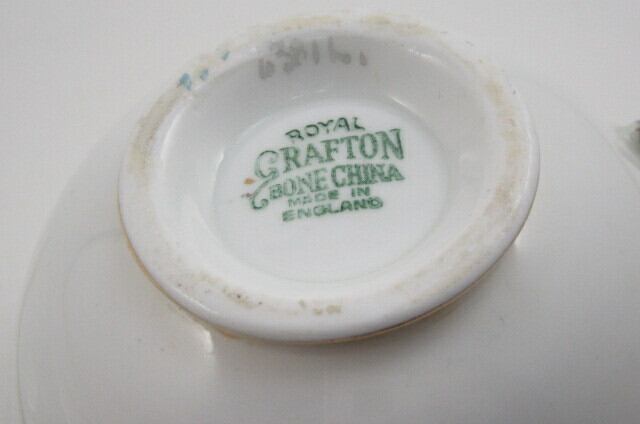 ROYAL
GRAFTON
BONE CHINA
MADE IN
ENGLAND